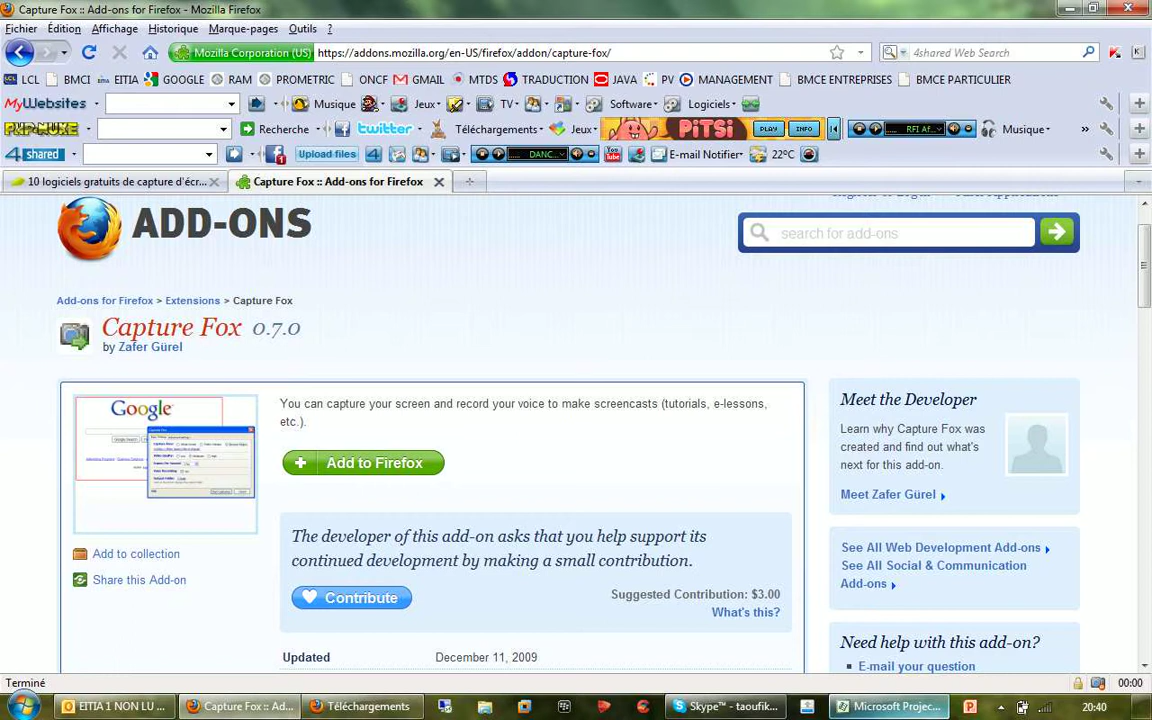 Capture Fox :: Add-ons for Firefox - Mozilla Firefox
Fichier Édition Affichage Historique Marque-pages Outils ?
Mozilla Corporation (US) https://addons.mozilla.org/en-US/firefox/addon/capture-fox/ 4shared Web Search
LCL BMCI EITIA GOOGLE RAM PROMETRIC ONCF GMAIL MTDS TRADUCTION JAVA PV MANAGEMENT BMCE ENTREPRISES BMCE PARTICULIER
MyWebsites Musique Jeux TV Software Logiciels
PHP-NUKE Recherche twitter Téléchargements Jeux PiTSi PLAY INFO RFI Af... Musique »
4shared Upload files DANC... You Tube E-mail Notifier 22ºC
10 logiciels gratuits de capture d'écr... Capture Fox :: Add-ons for Firefox
ADD-ONS
search for add-ons
Add-ons for Firefox > Extensions > Capture Fox
Capture Fox 0.7.0
by Zafer Gürel
Google
You can capture your screen and record your voice to make screencasts (tutorials, e-lessons,
etc.).
Add to Firefox
The developer of this add-on asks that you help support its
continued development by making a small contribution.
Contribute
Suggested Contribution: $3.00
What's this?
Add to collection
Share this Add-on
Updated December 11, 2009
Meet the Developer
Learn why Capture Fox was
created and find out what's
next for this add-on.
Meet Zafer Gürel
See All Web Development Add-ons
See All Social & Communication
Add-ons
Need help with this add-on?
E-mail your question
Terminé 00:00
EITIA 1 NON LU ... Capture Fox :: Ad... Téléchargements Skype™ - taoufik... Microsoft Projec... 20:40